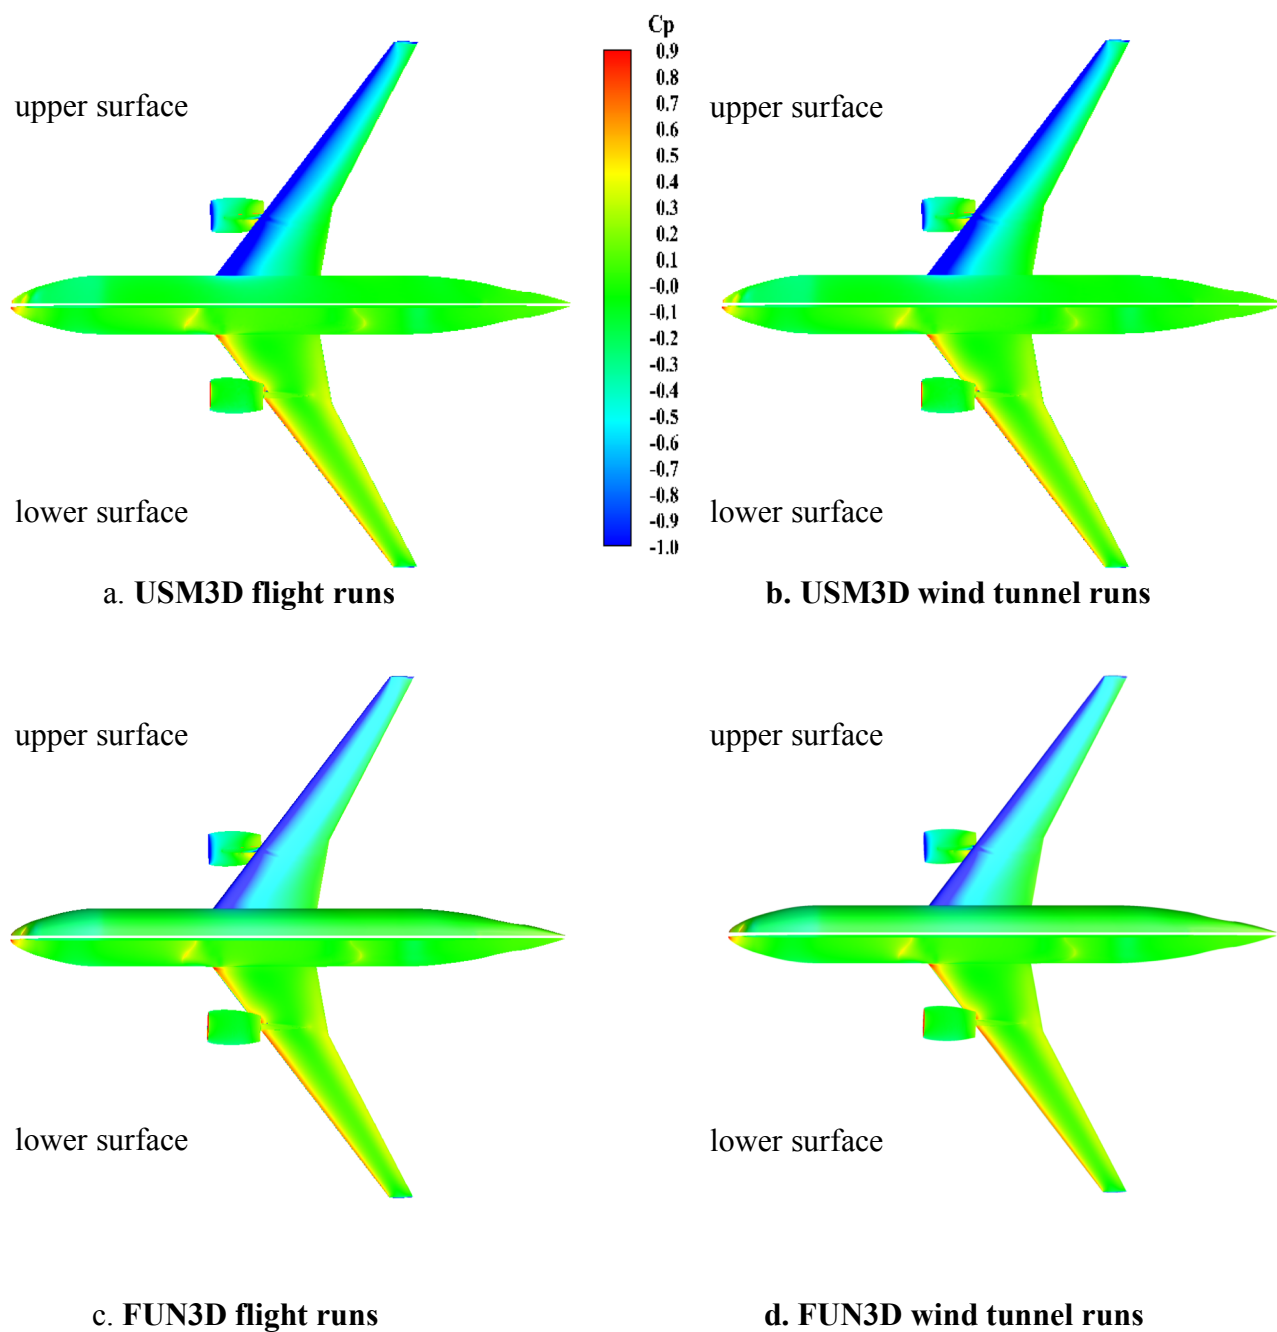 Cp
0.9
0.8
0.7
0.6
0.5
0.4
0.3
0.2
0.1
-0.0
-0.1
-0.2
-0.3
-0.4
-0.5
-0.6
-0.7
-0.8
-0.9
-1.0
upper surface
lower surface
a. USM3D flight runs
upper surface
lower surface
b. USM3D wind tunnel runs
upper surface
lower surface
c. FUN3D flight runs
upper surface
lower surface
d. FUN3D wind tunnel runs